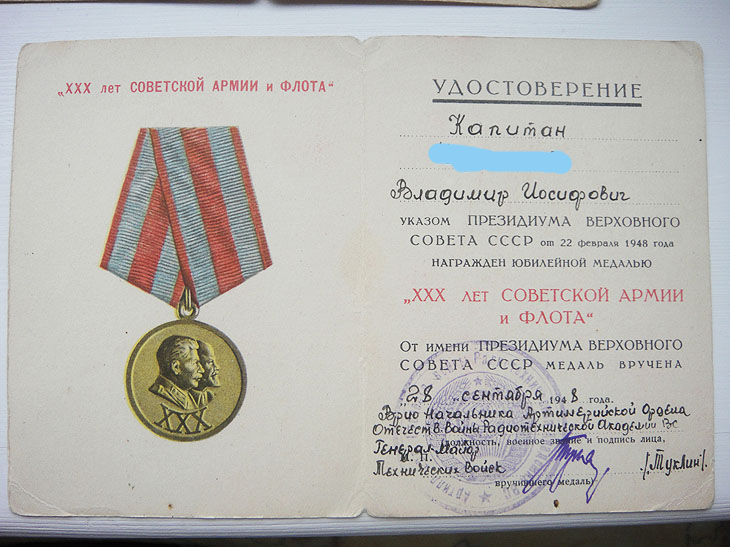 „XXX лет СОВЕТСКОЙ АРМИИ и ФЛОТА“
XXX
УДОСТОВЕРЕНИЕ
Капитан
Владимир Иосифович
УКАЗОМ ПРЕЗИДИУМА ВЕРХОВНОГО
СОВЕТА СССР от 22 февраля 1948 года
НАГРАЖДЕН ЮБИЛЕЙНОЙ МЕДАЛЬЮ
„XXX ЛЕТ СОВЕТСКОЙ АРМИИ
и ФЛОТА“
От имени ПРЕЗИДИУМА ВЕРХОВНОГО
СОВЕТА СССР МЕДАЛЬ ВРУЧЕНА
„28„ сентября 1948 года.
Врио Начальника Артиллерийской Ордена
Отечеств. Войны Радиотехнической Академии ВС
(должность, военное звание и подпись лица,
Генерал Майор
М. П.
Технических Войск
/.Туклин/.
вручившего медаль)